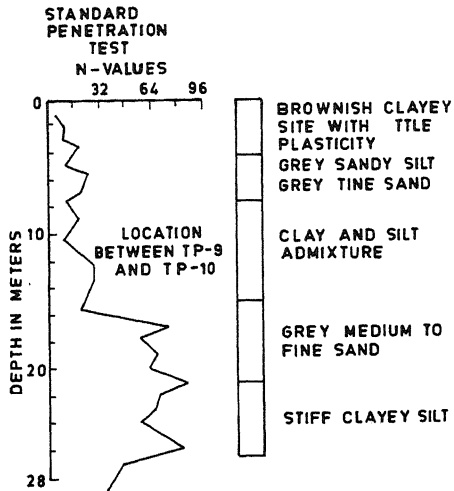 STANDARD
PENETRATION
TEST
N-VALUES
32 64 96
0
10
20
28
DEPTH IN METERS
LOCATION
BETWEEN TP-9
AND TP-10
BROWNISH CLAYEY
SITE WITH TTLE
PLASTICITY
GREY SANDY SILT
GREY TINE SAND
CLAY AND SILT
ADMIXTURE
GREY MEDIUM TO
FINE SAND
STIFF CLAYEY SILT